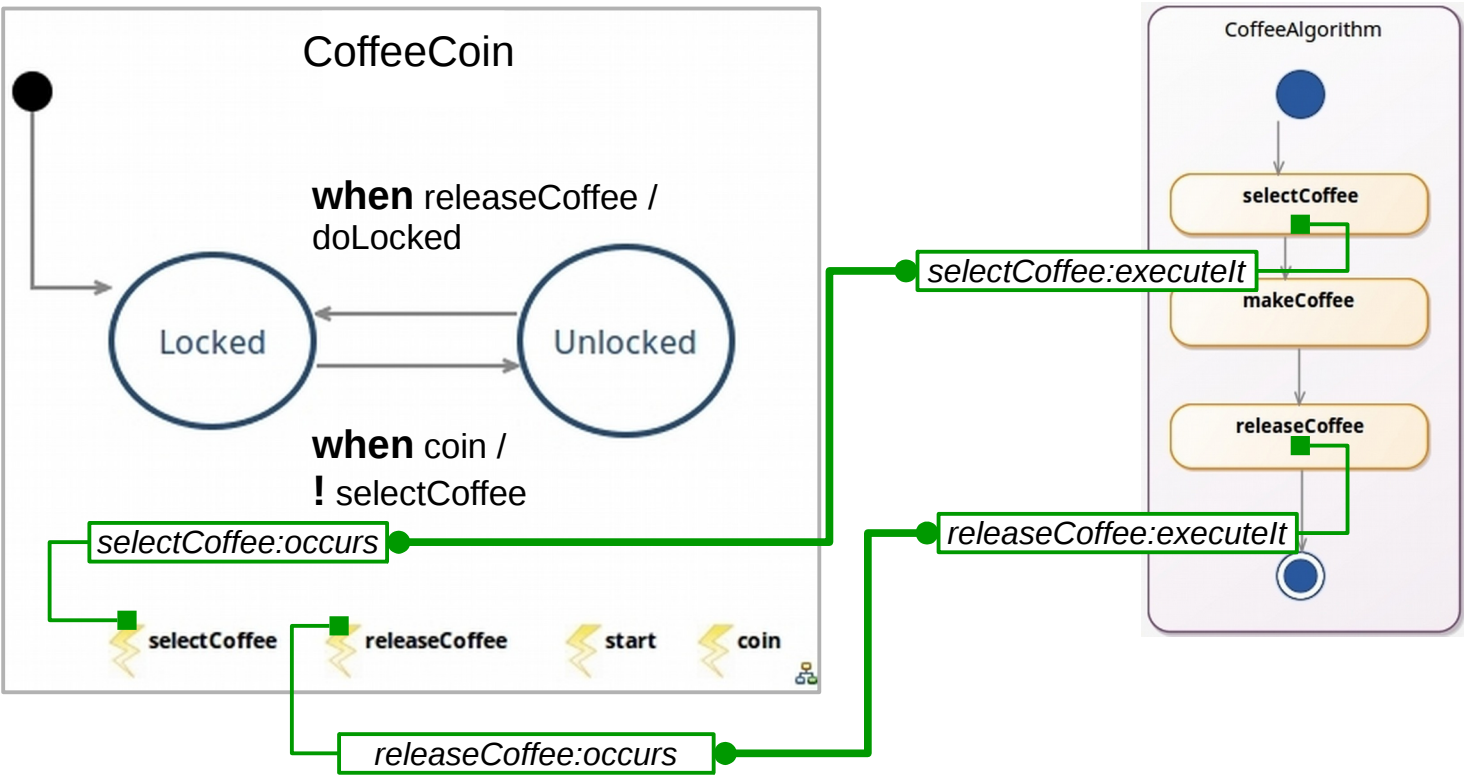 CoffeeCoin
when releaseCoffee /
doLocked
Locked
Unlocked
when coin /
! selectCoffee
selectCoffee:occurs
selectCoffee
releaseCoffee
start
coin
releaseCoffee:occurs
CoffeeAlgorithm
selectCoffee
selectCoffee:executeIt
makeCoffee
releaseCoffee
releaseCoffee:executeIt